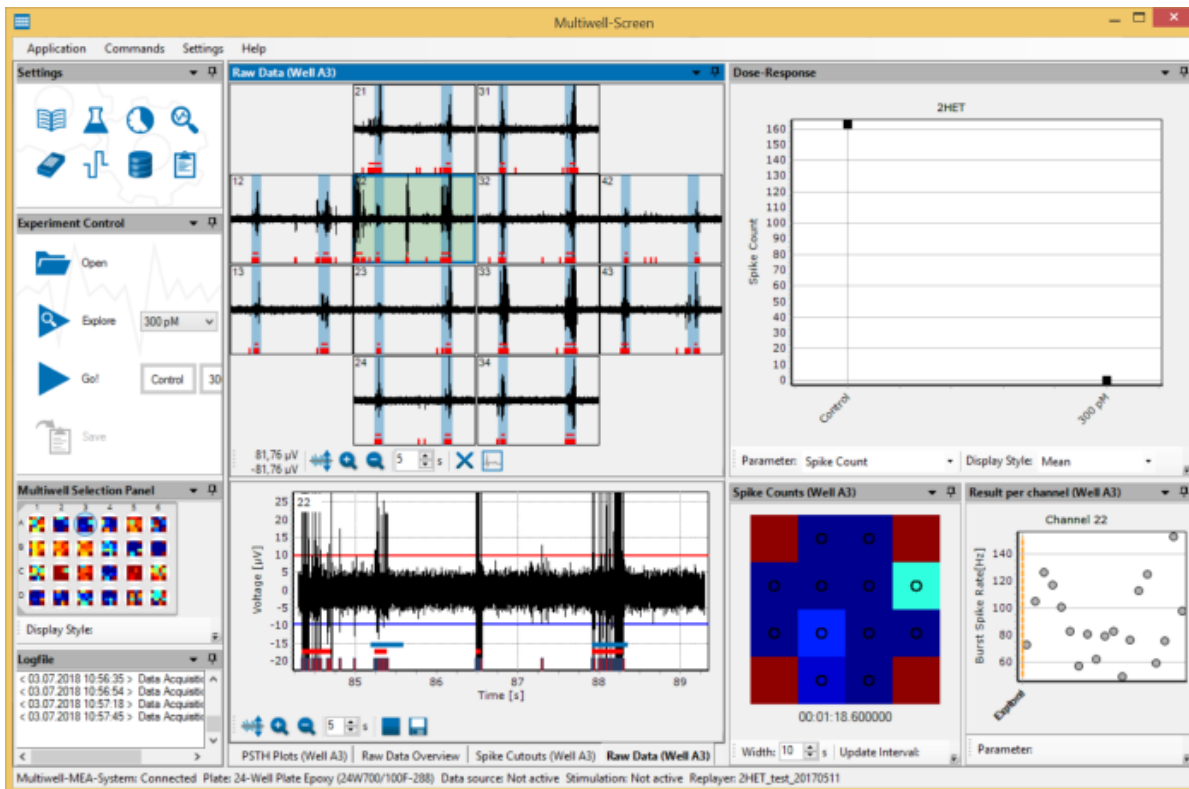 Multiwell-Screen
Application Commands Settings Help
Settings
Experiment Control
Open
Explore 300 pM
Go! Control 30
Save
Multiwell Selection Panel
1 2 3 4 5 6
A
B
C
D
Display Style:
Logfile
< 03.07.2018 10:56:35 > Data Acquisitic
< 03.07.2018 10:56:54 > Data Acquisitic
< 03.07.2018 10:57:18 > Data Acquisitic
< 03.07.2018 10:57:45 > Data Acquisitic
Raw Data (Well A3)
21 31
12 22 32 42
13 23 33 43
24 34
81,76 µV
-81,76 µV
5 s
22
Voltage [µV]
25
20
15
10
5
0
-5
-10
-15
-20
85 86 87 88 89
Time [s]
5 s
PSTH Plots (Well A3) Raw Data Overview Spike Cutouts (Well A3) Raw Data (Well A3)
Dose-Response
2HET
Spike Count
160
150
140
130
120
110
100
90
80
70
60
50
40
30
20
10
0
Control 300 pM
Parameter: Spike Count Display Style: Mean
Spike Counts (Well A3)
00:01:18.600000
Width: 10 s Update Interval:
Result per channel (Well A3)
Channel 22
Burst Spike Rate[Hz]
140
120
100
80
60
Parameter:
Multiwell-MEA-System: Connected Plate: 24-Well Plate Epoxy (24W700/100F-288) Data source: Not active Stimulation: Not active Replayer: 2HET_test_20170511